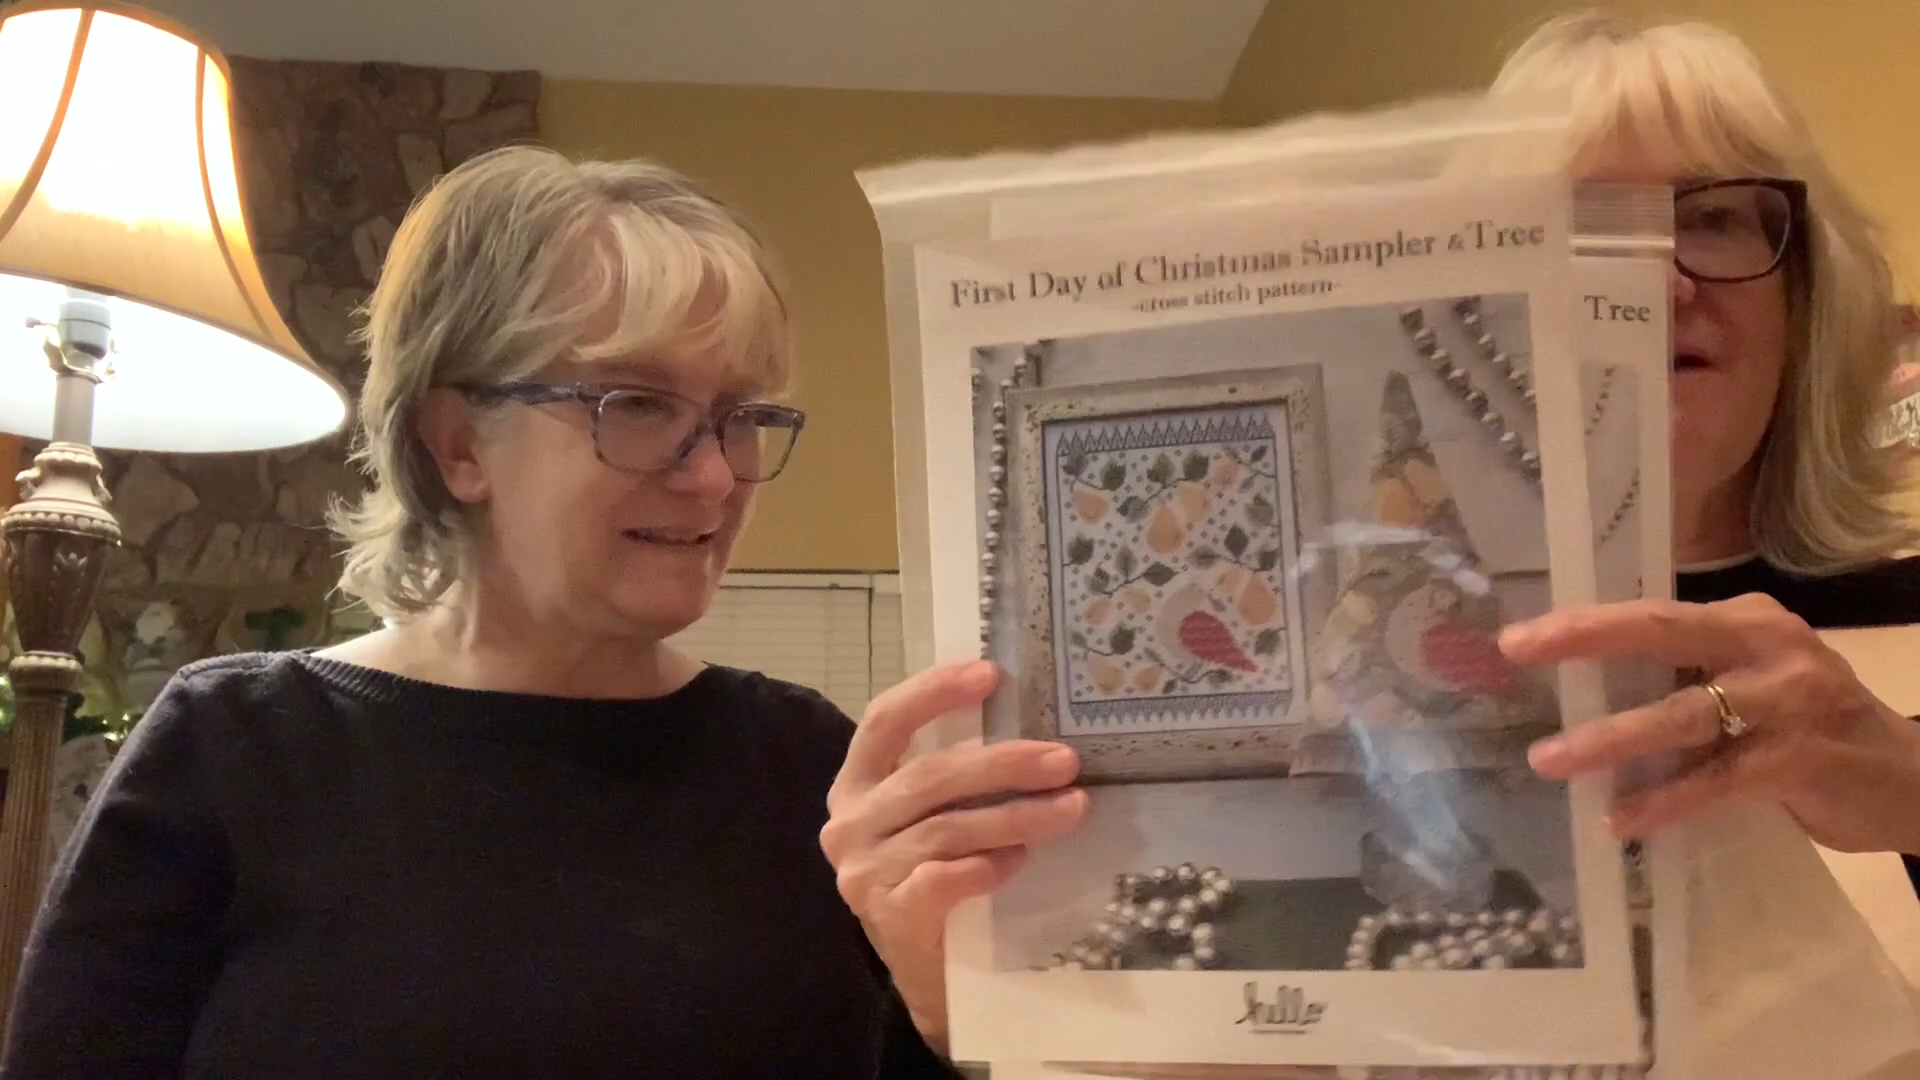 First Day of Christmas Sampler & Tree
-cross stitch pattern-
Tree